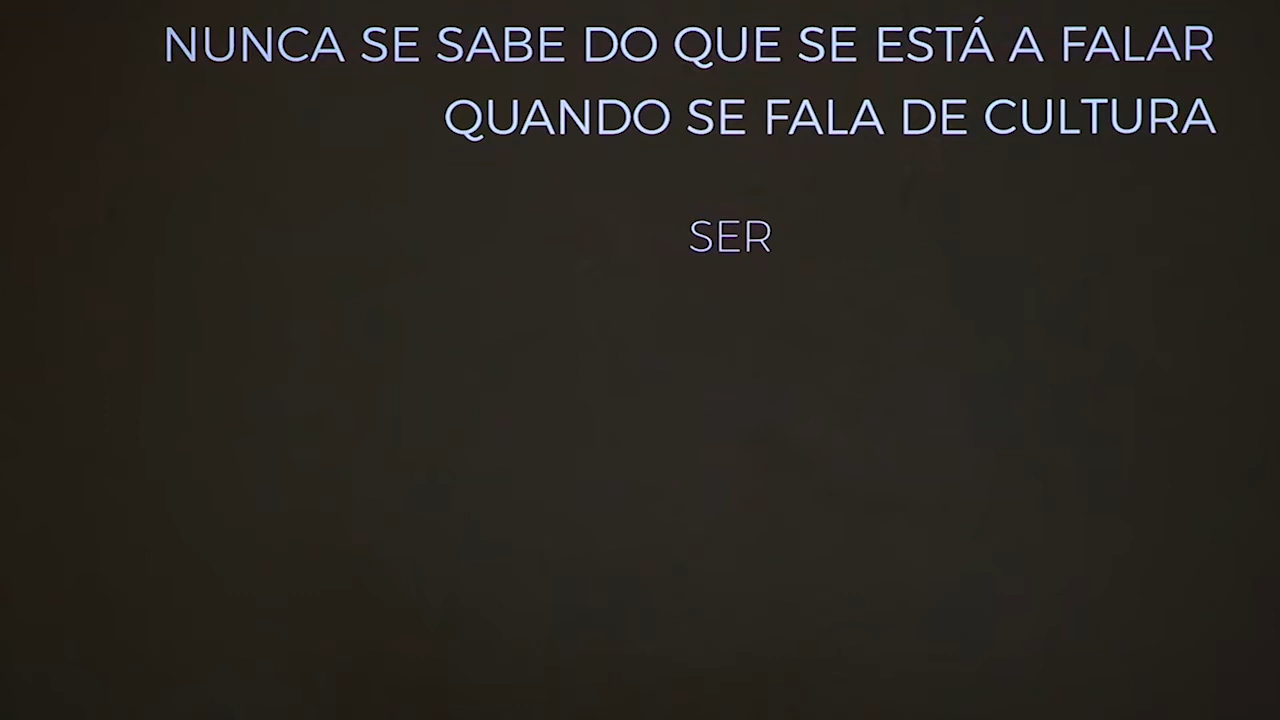 NUNCA SE SABE DO QUE SE ESTÁ A FALAR
QUANDO SE FALA DE CULTURA
SER